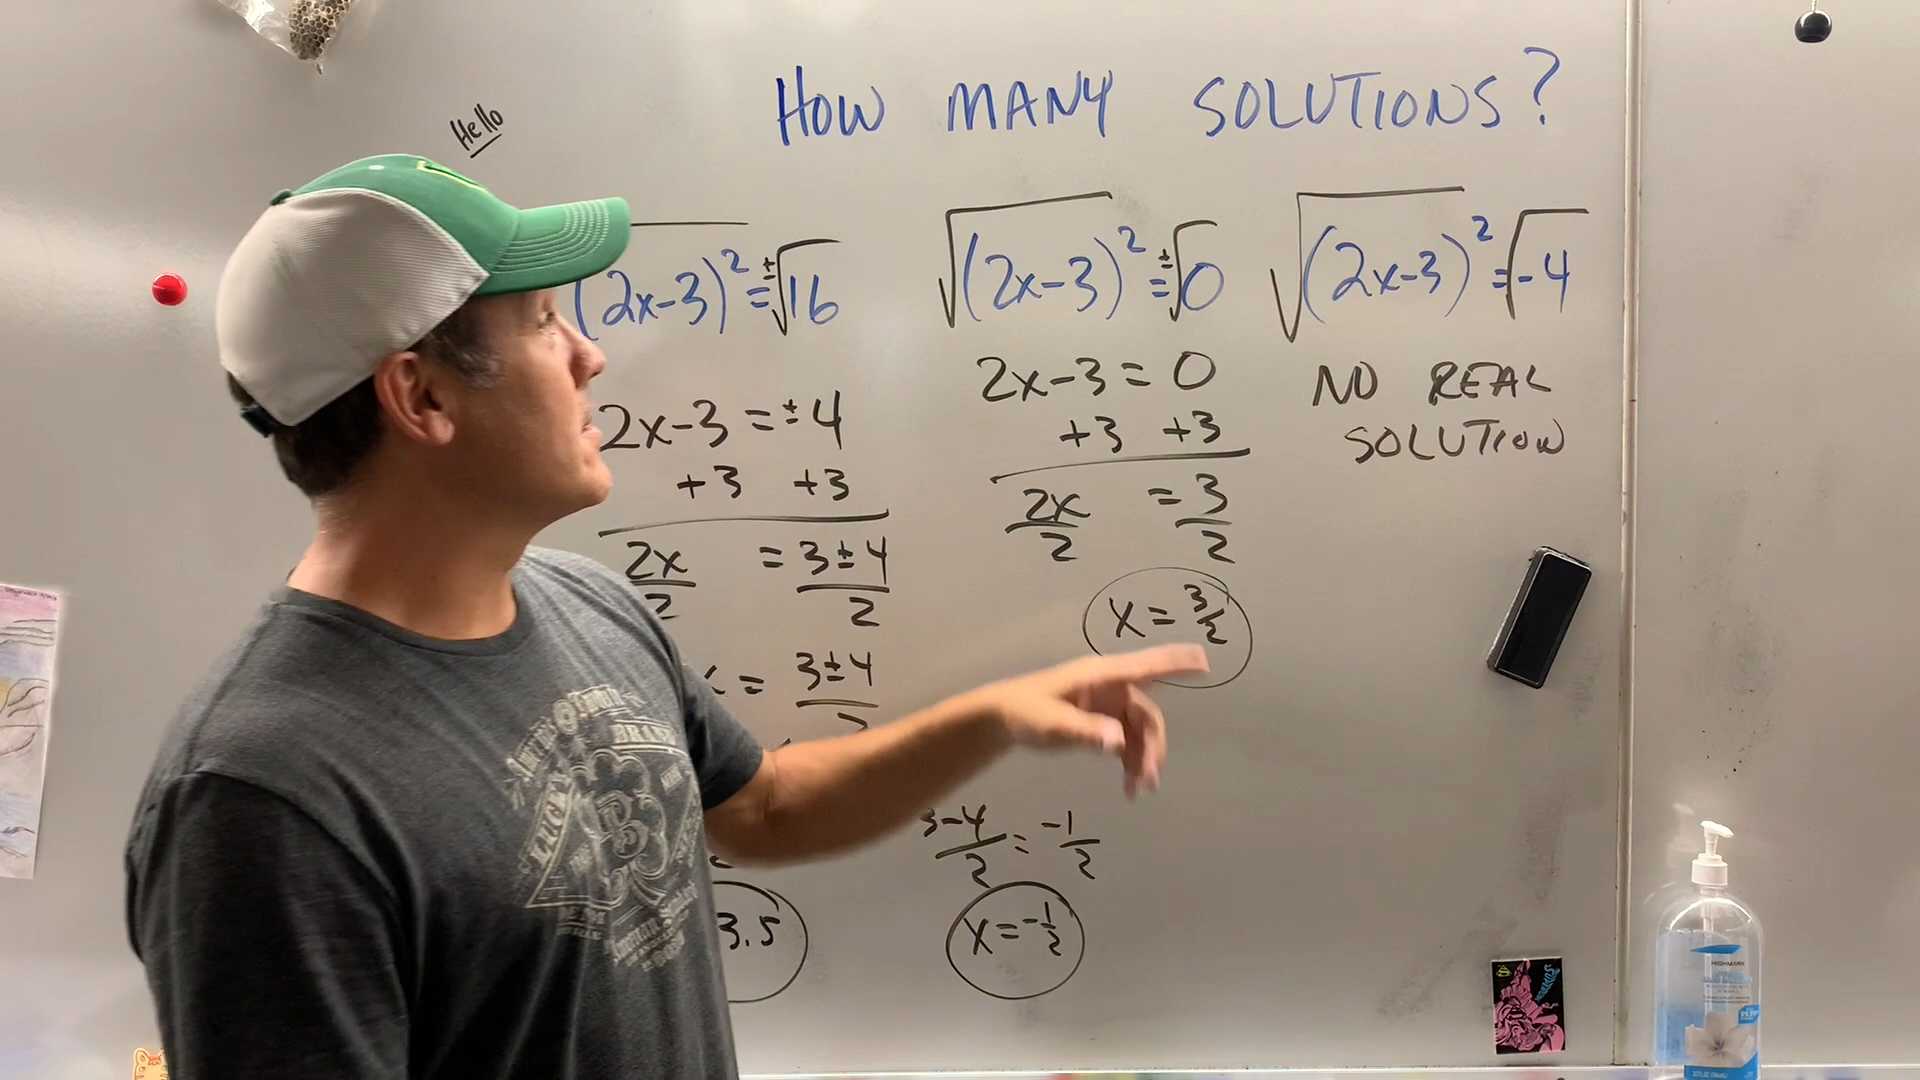 Hello
HOW MANY SOLUTIONS?
(2x-3)² = ±√16
2x-3 = ±4
+3 +3
2x = 3±4
2 2
= 3±4
3.5
√(2x-3)² = ±√0
2x-3 = 0
+3 +3
2x = 3
2 2
x = 3/2
3-4/2 = -1/2
x = -1/2
√(2x-3)² = √-4
NO REAL
SOLUTION